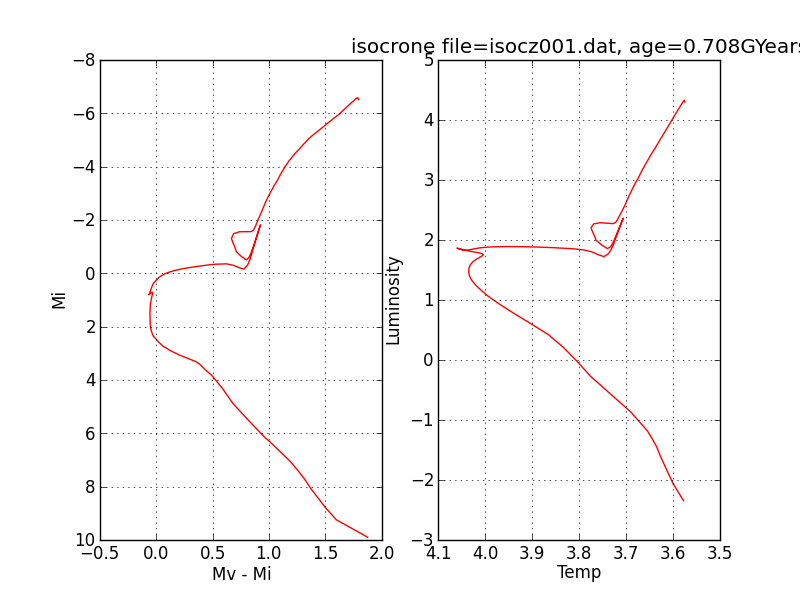 isocrone file=isocz001.dat, age=0.708GYears
−8
−6
−4
−2
0
2
4
6
8
10
Mi
−0.5 0.0 0.5 1.0 1.5 2.0
Mv - Mi
5
4
3
2
1
0
−1
−2
−3
Luminosity
4.1 4.0 3.9 3.8 3.7 3.6 3.5
Temp